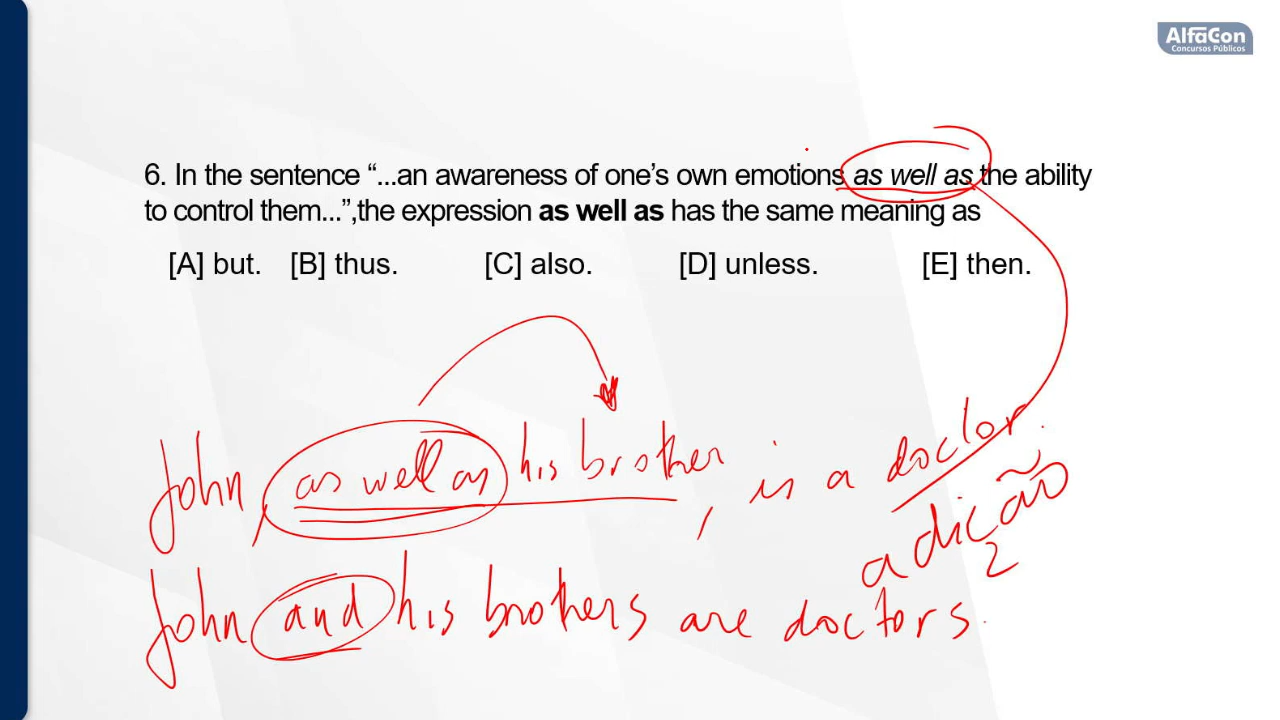 AlfaCon
Concursos Públicos
6. In the sentence “...an awareness of one’s own emotions as well as the ability
to control them...”,the expression as well as has the same meaning as
[A] but. [B] thus. [C] also. [D] unless. [E] then.
John, as well as his brother, is a doctor.
adição
John and his brothers are doctors.